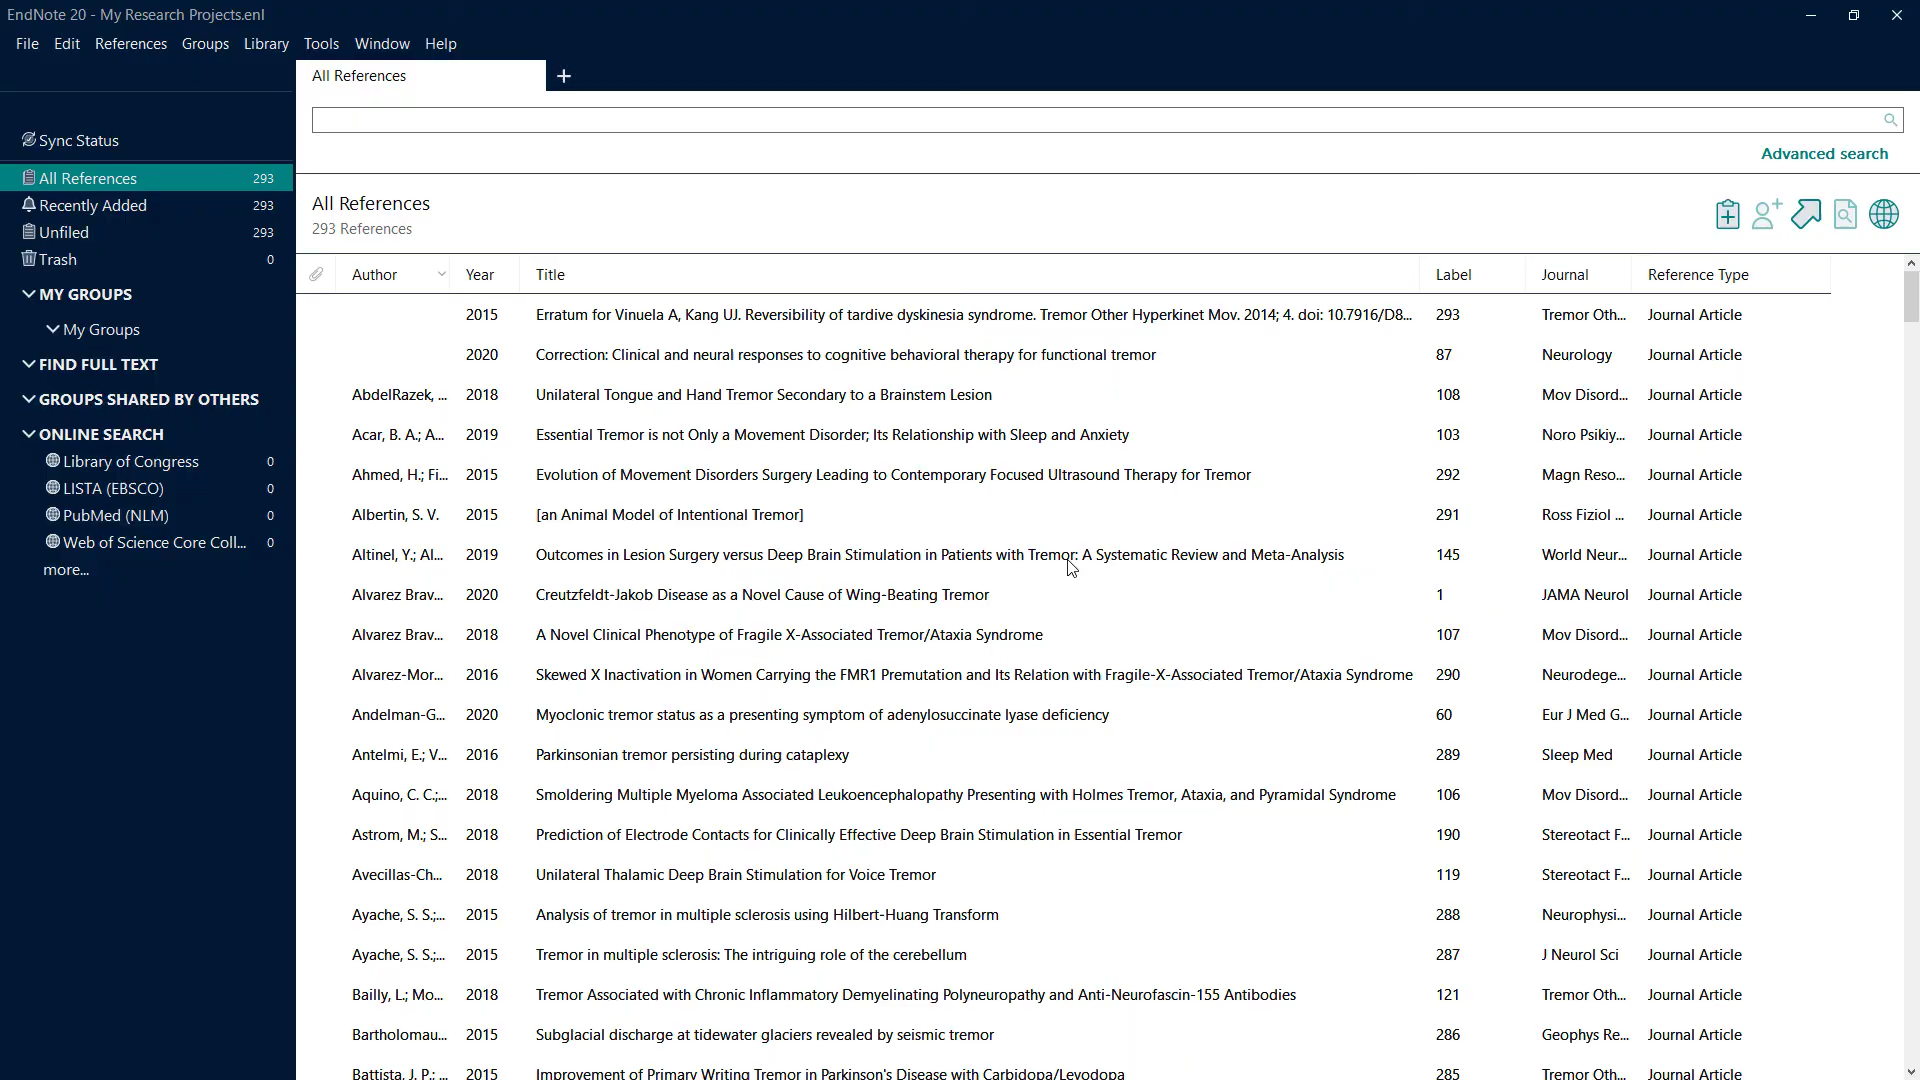 EndNote 20 - My Research Projects.enl
File Edit References Groups Library Tools Window Help
All References
Sync Status
All References 293
Recently Added 293
Unfiled 293
Trash 0
MY GROUPS
My Groups
FIND FULL TEXT
GROUPS SHARED BY OTHERS
ONLINE SEARCH
Library of Congress 0
LISTA (EBSCO) 0
PubMed (NLM) 0
Web of Science Core Coll... 0
more...
Advanced search
All References
293 References
Author Year Title Label Journal Reference Type
2015 Erratum for Vinuela A, Kang UJ. Reversibility of tardive dyskinesia syndrome. Tremor Other Hyperkinet Mov. 2014; 4. doi: 10.7916/D8... 293 Tremor Oth... Journal Article
2020 Correction: Clinical and neural responses to cognitive behavioral therapy for functional tremor 87 Neurology Journal Article
AbdelRazek, ... 2018 Unilateral Tongue and Hand Tremor Secondary to a Brainstem Lesion 108 Mov Disord... Journal Article
Acar, B. A.; A... 2019 Essential Tremor is not Only a Movement Disorder; Its Relationship with Sleep and Anxiety 103 Noro Psikiy... Journal Article
Ahmed, H.; Fi... 2015 Evolution of Movement Disorders Surgery Leading to Contemporary Focused Ultrasound Therapy for Tremor 292 Magn Reso... Journal Article
Albertin, S. V. 2015 [an Animal Model of Intentional Tremor] 291 Ross Fiziol ... Journal Article
Altinel, Y.; Al... 2019 Outcomes in Lesion Surgery versus Deep Brain Stimulation in Patients with Tremor: A Systematic Review and Meta-Analysis 145 World Neur... Journal Article
Alvarez Brav... 2020 Creutzfeldt-Jakob Disease as a Novel Cause of Wing-Beating Tremor 1 JAMA Neurol Journal Article
Alvarez Brav... 2018 A Novel Clinical Phenotype of Fragile X-Associated Tremor/Ataxia Syndrome 107 Mov Disord... Journal Article
Alvarez-Mor... 2016 Skewed X Inactivation in Women Carrying the FMR1 Premutation and Its Relation with Fragile-X-Associated Tremor/Ataxia Syndrome 290 Neurodege... Journal Article
Andelman-G... 2020 Myoclonic tremor status as a presenting symptom of adenylosuccinate lyase deficiency 60 Eur J Med G... Journal Article
Antelmi, E.; V... 2016 Parkinsonian tremor persisting during cataplexy 289 Sleep Med Journal Article
Aquino, C. C.;... 2018 Smoldering Multiple Myeloma Associated Leukoencephalopathy Presenting with Holmes Tremor, Ataxia, and Pyramidal Syndrome 106 Mov Disord... Journal Article
Astrom, M.; S... 2018 Prediction of Electrode Contacts for Clinically Effective Deep Brain Stimulation in Essential Tremor 190 Stereotact F... Journal Article
Avecillas-Ch... 2018 Unilateral Thalamic Deep Brain Stimulation for Voice Tremor 119 Stereotact F... Journal Article
Ayache, S. S.;... 2015 Analysis of tremor in multiple sclerosis using Hilbert-Huang Transform 288 Neurophysi... Journal Article
Ayache, S. S.;... 2015 Tremor in multiple sclerosis: The intriguing role of the cerebellum 287 J Neurol Sci Journal Article
Bailly, L.; Mo... 2018 Tremor Associated with Chronic Inflammatory Demyelinating Polyneuropathy and Anti-Neurofascin-155 Antibodies 121 Tremor Oth... Journal Article
Bartholomau... 2015 Subglacial discharge at tidewater glaciers revealed by seismic tremor 286 Geophys Re... Journal Article
Battista, J. P.; ... 2015 Improvement of Primary Writing Tremor in Parkinson's Disease with Carbidopa/Levodopa 285 Tremor Oth... Journal Article